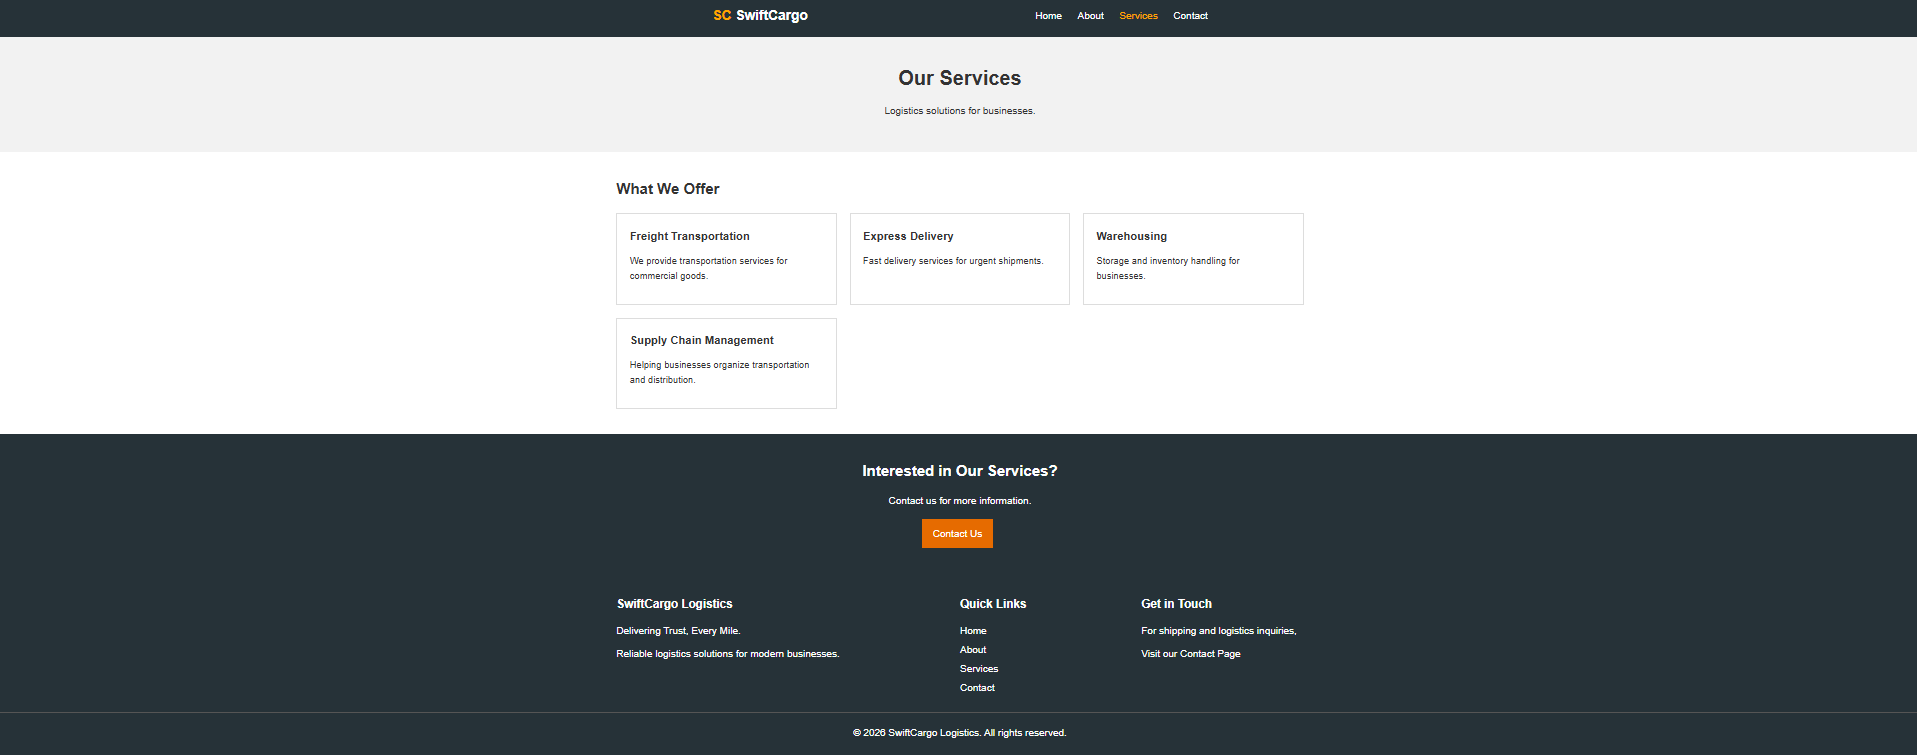 SC SwiftCargo
Home About Services Contact
Our Services
Logistics solutions for businesses.
What We Offer
Freight Transportation
We provide transportation services for
commercial goods.
Express Delivery
Fast delivery services for urgent shipments.
Warehousing
Storage and inventory handling for
businesses.
Supply Chain Management
Helping businesses organize transportation
and distribution.
Interested in Our Services?
Contact us for more information.
Contact Us
SwiftCargo Logistics
Delivering Trust, Every Mile.
Reliable logistics solutions for modern businesses.
Quick Links
Home
About
Services
Contact
Get in Touch
For shipping and logistics inquiries,
Visit our Contact Page
© 2026 SwiftCargo Logistics. All rights reserved.